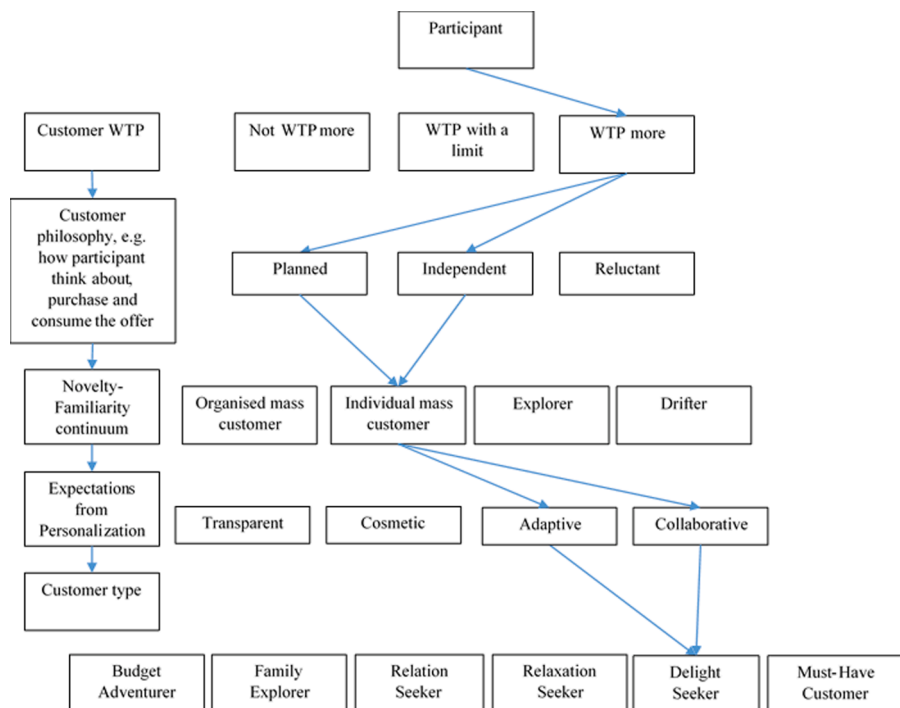 Participant
Customer WTP
Not WTP more
WTP with a
limit
WTP more
Customer
philosophy, e.g.
how participant
think about,
purchase and
consume the offer
Planned
Independent
Reluctant
Novelty-
Familiarity
continuum
Organised mass
customer
Individual mass
customer
Explorer
Drifter
Expectations
from
Personalization
Transparent
Cosmetic
Adaptive
Collaborative
Customer type
Budget
Adventurer
Family
Explorer
Relation
Seeker
Relaxation
Seeker
Delight
Seeker
Must-Have
Customer